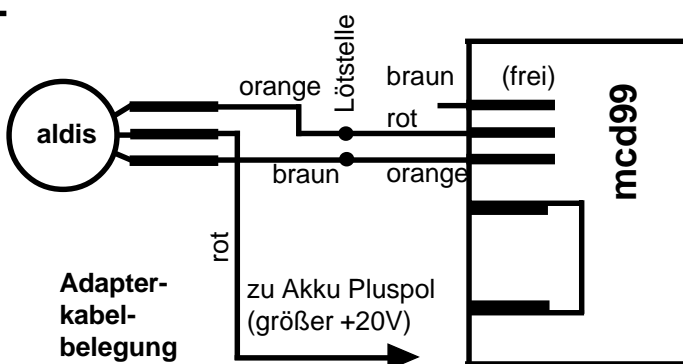 orange
Lötstelle
braun
(frei)
rot
aldis
braun
orange
mcd99
rot
Adapter-
kabel-
belegung
zu Akku Pluspol
(größer +20V)